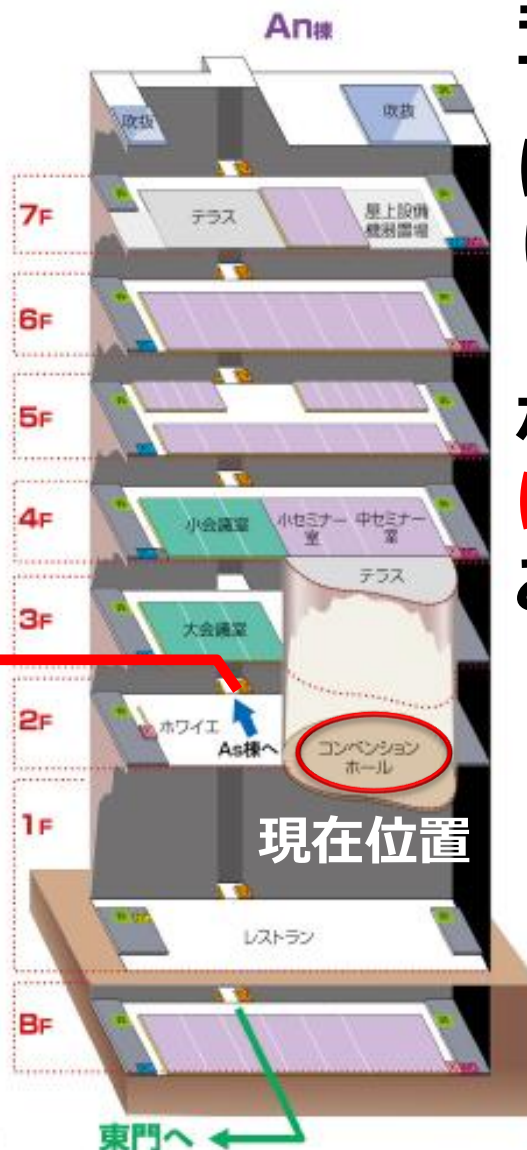 An棟
吹抜
吹抜
7F
テラス
屋上設備
機器置場
6F
5F
4F
小会議室
小セミナー
室
中セミナー
室
テラス
3F
大会議室
2F
ホワイエ
As棟へ
コンベンション
ホール
1F
現在位置
レストラン
BF
東門へ